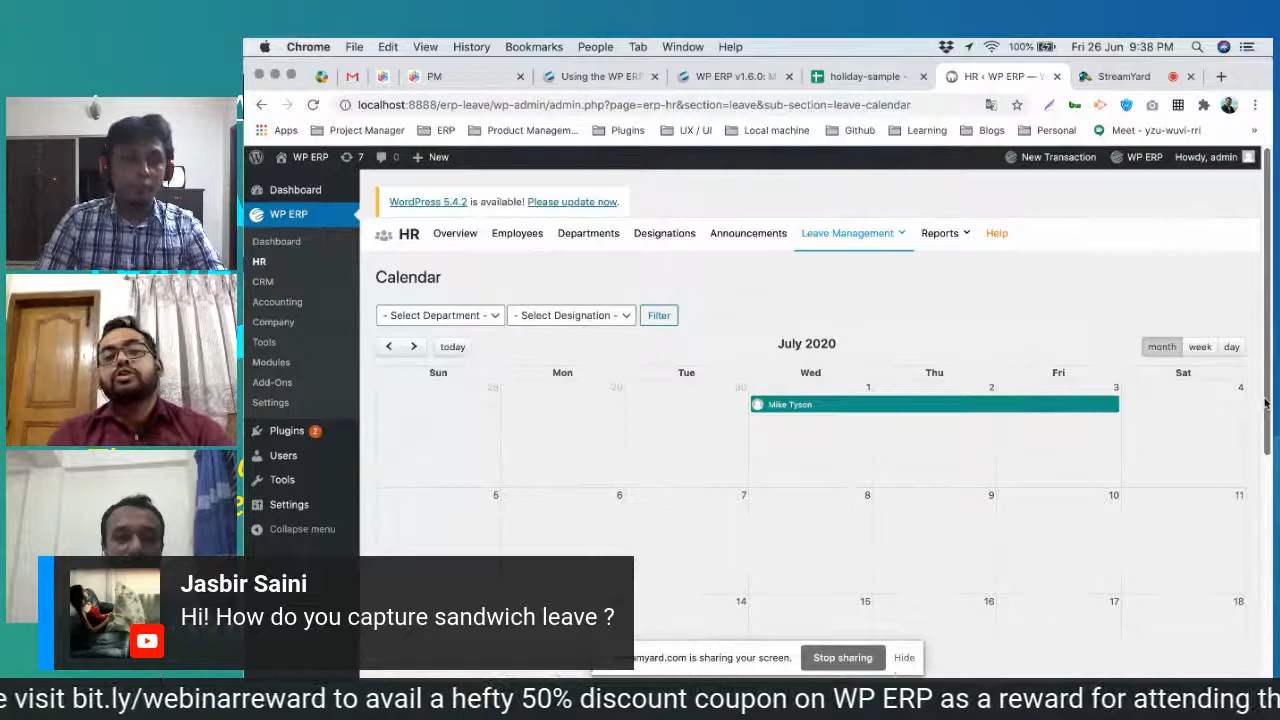 Chrome File Edit View History Bookmarks People Tab Window Help 100% Fri 26 Jun 9:38 PM
PM Using the WP ERP WP ERP v1.6.0: M holiday-sample - HR ‹ WP ERP — StreamYard
localhost:8888/erp-leave/wp-admin/admin.php?page=erp-hr&section=leave&sub-section=leave-calendar
Apps Project Manager ERP Product Managem... Plugins UX / UI Local machine Github Learning Blogs Personal Meet - yzu-wuvi-rri »
WP ERP 7 0 New New Transaction WP ERP Howdy, admin
Dashboard
WP ERP
Dashboard
HR
CRM
Accounting
Company
Tools
Modules
Add-Ons
Settings
Plugins 2
Users
Tools
Settings
Collapse menu
WordPress 5.4.2 is available! Please update now.
HR Overview Employees Departments Designations Announcements Leave Management Reports Help
Calendar
- Select Department - - Select Designation - Filter
today July 2020 month week day
Sun Mon Tue Wed Thu Fri Sat
28 29 30 1 2 3 4
Mike Tyson
5 6 7 8 9 10 11
14 15 16 17 18
Jasbir Saini
Hi! How do you capture sandwich leave ?
amyard.com is sharing your screen. Stop sharing Hide
e visit bit.ly/webinarreward to avail a hefty 50% discount coupon on WP ERP as a reward for attending th